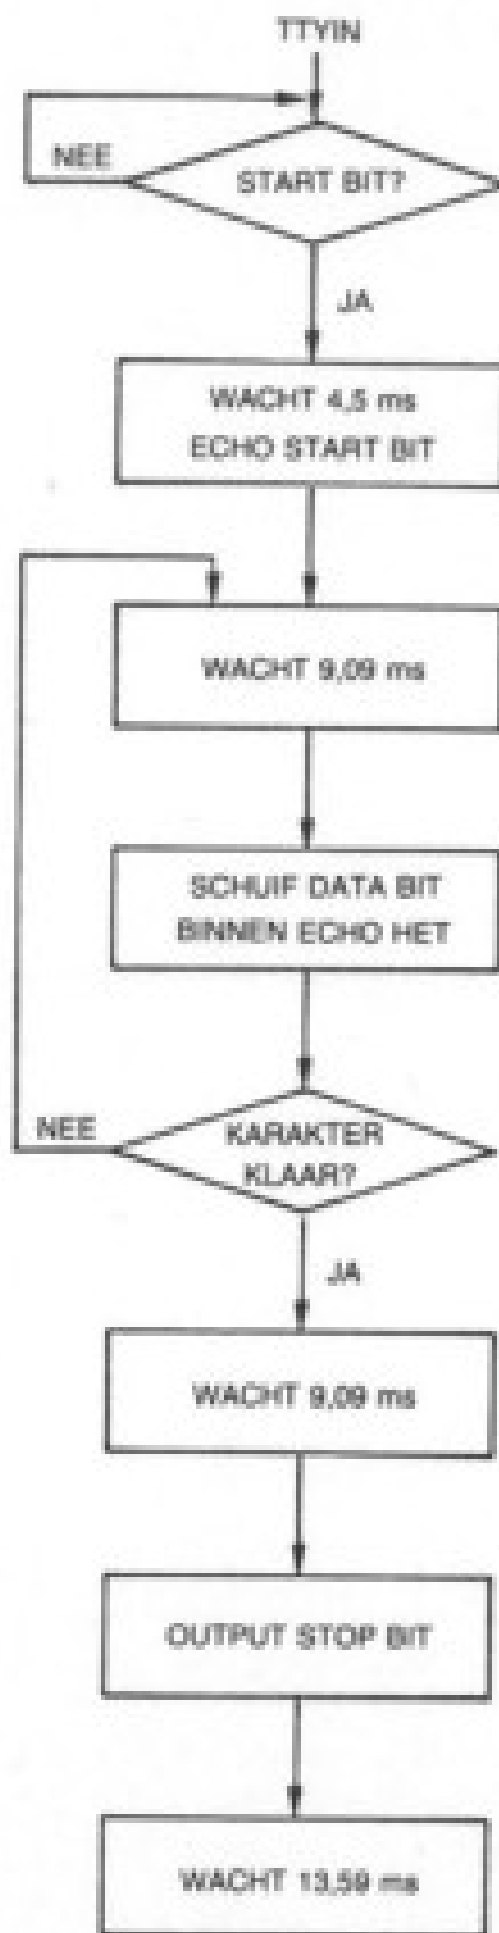 TTYIN
NEE
START BIT?
JA
WACHT 4,5 ms
ECHO START BIT
WACHT 9,09 ms
SCHUIF DATA BIT
BINNEN ECHO HET
NEE
KARAKTER
KLAAR?
JA
WACHT 9,09 ms
OUTPUT STOP BIT
WACHT 13,59 ms